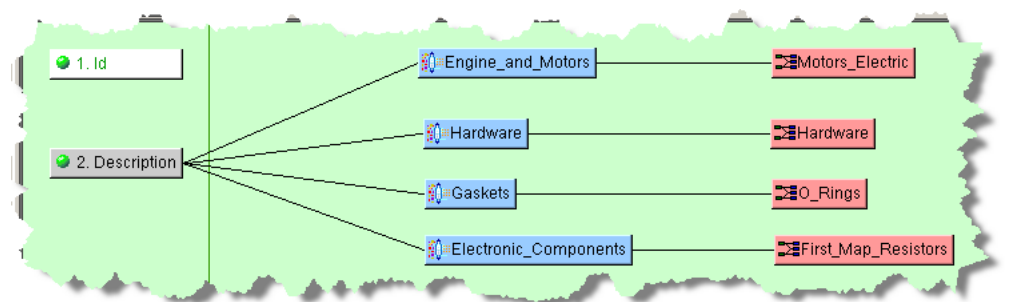 1. Id
Engine_and_Motors
Motors_Electric
Hardware
Hardware
2. Description
Gaskets
O_Rings
Electronic_Components
First_Map_Resistors